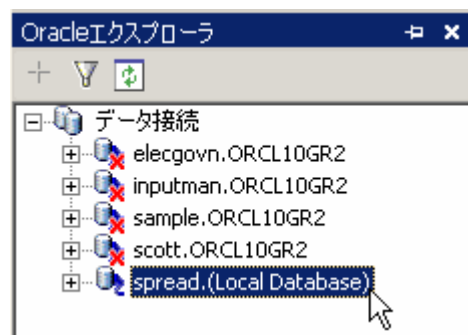 Oracleエクスプローラ
データ接続
elecgovn.ORCL10GR2
inputman.ORCL10GR2
sample.ORCL10GR2
scott.ORCL10GR2
spread.(Local Database)